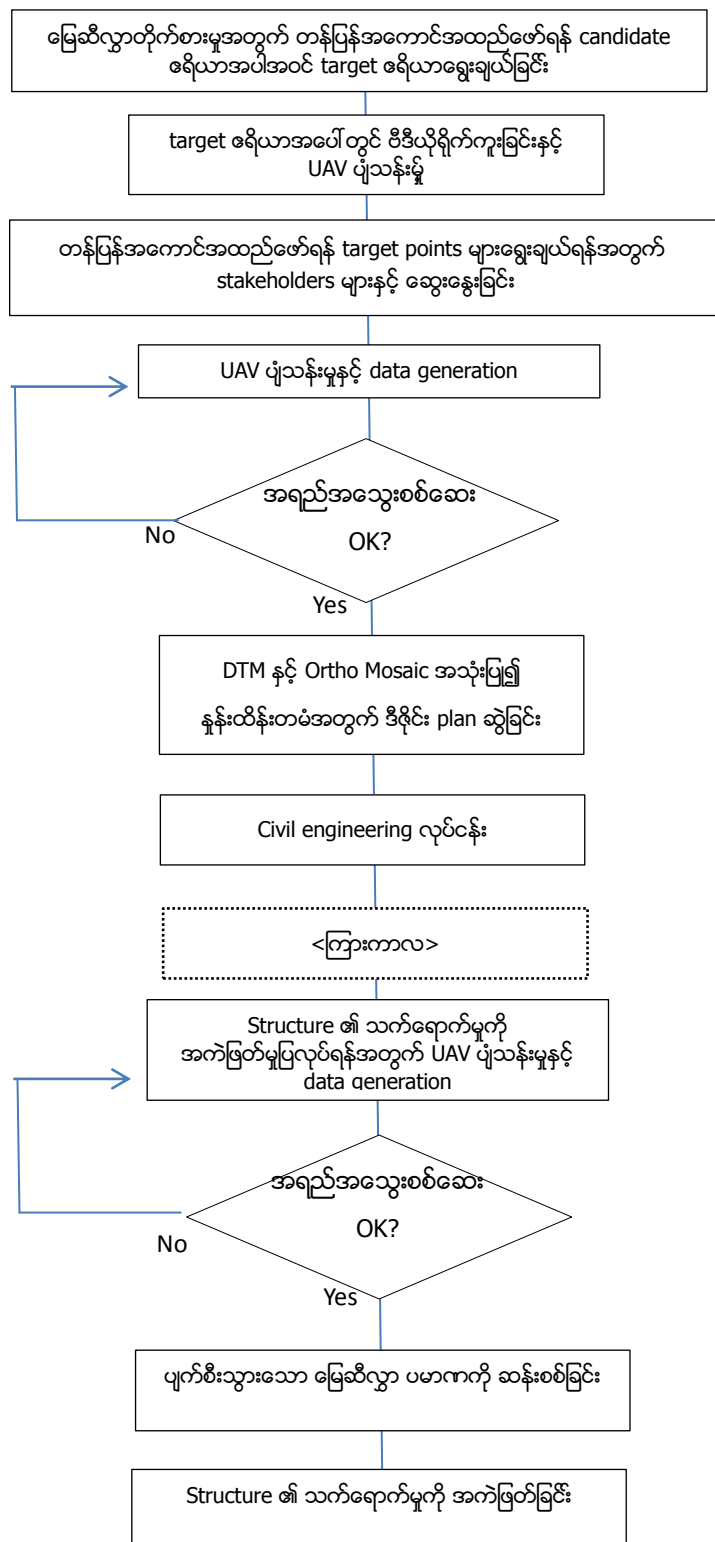 မြေဆီလွှာတိုက်စားမှုအတွက် တန်ပြန်အကောင်အထည်ဖော်ရန် candidate
ဧရိယာအပါအဝင် target ဧရိယာရွေးချယ်ခြင်း
target ဧရိယာအပေါ်တွင် ဗီဒီယိုရိုက်ကူးခြင်းနှင့်
UAV ပျံသန်းမှု
တန်ပြန်အကောင်အထည်ဖော်ရန် target points များရွေးချယ်ရန်အတွက်
stakeholders များနှင့် ဆွေးနွေးခြင်း
UAV ပျံသန်းမှုနှင့် data generation
အရည်အသွေးစစ်ဆေး
OK?
No
Yes
DTM နှင့် Ortho Mosaic အသုံးပြု၍
နှုန်းထိန်းတမံအတွက် ဒီဇိုင်း plan ဆွဲခြင်း
Civil engineering လုပ်ငန်း
<ကြားကာလ>
Structure ၏ သက်ရောက်မှုကို
အကဲဖြတ်မှုပြုလုပ်ရန်အတွက် UAV ပျံသန်းမှုနှင့်
data generation
အရည်အသွေးစစ်ဆေး
OK?
No
Yes
ပျက်စီးသွားသော မြေဆီလွှာ ပမာဏကို ဆန်းစစ်ခြင်း
Structure ၏ သက်ရောက်မှုကို အကဲဖြတ်ခြင်း